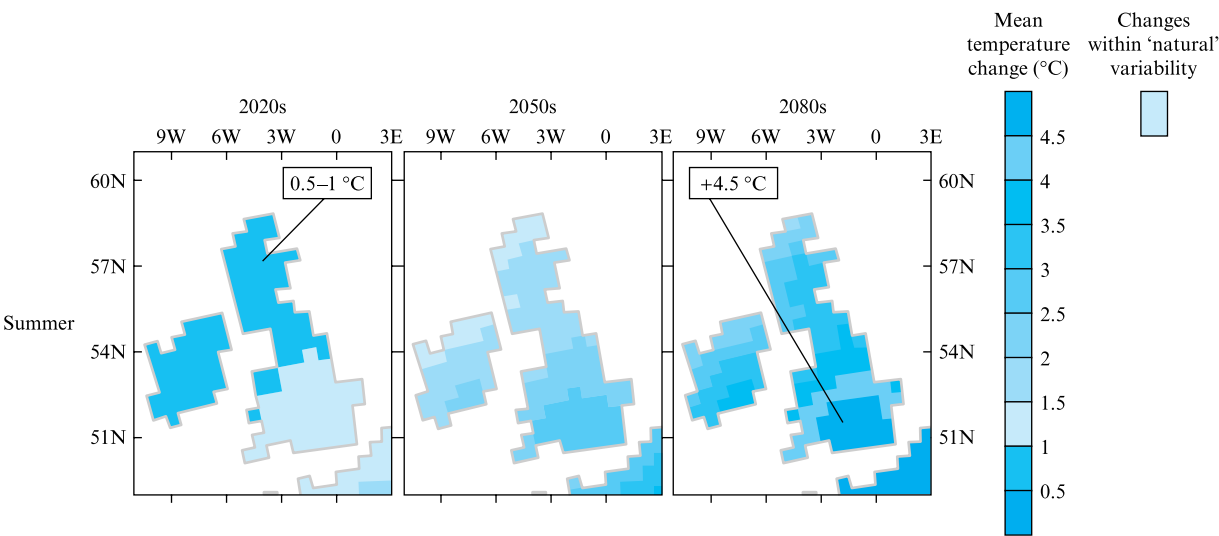 Mean
temperature
change (°C)
Changes
within ‘natural’
variability
2020s
2050s
2080s
9W 6W 3W 0 3E
9W 6W 3W 0 3E
9W 6W 3W 0 3E
60N
57N
54N
51N
0.5–1 °C
+4.5 °C
60N
57N
54N
51N
Summer
4.5
4
3.5
3
2.5
2
1.5
1
0.5